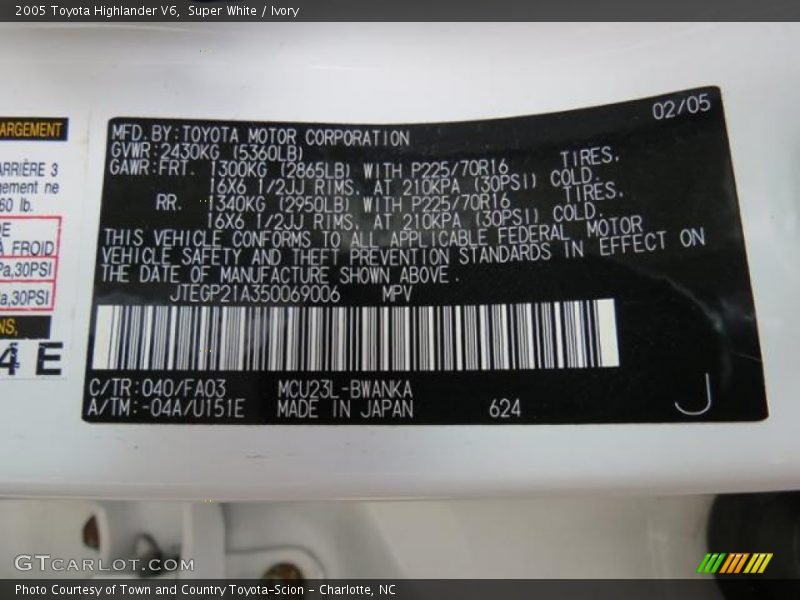 2005 Toyota Highlander V6, Super White / Ivory
ARGEMENT
ARRIÈRE 3
gement ne
60 lb.
DE
À FROID
Pa,30PSI
a,30PSI
NS,
4 E
02/05
MFD.BY:TOYOTA MOTOR CORPORATION
GVWR:2430KG (5360LB)
GAWR:FRT. 1300KG (2865LB) WITH P225/70R16 TIRES,
16X6 1/2JJ RIMS, AT 210KPA (30PSI) COLD.
RR. 1340KG (2950LB) WITH P225/70R16 TIRES,
16X6 1/2JJ RIMS, AT 210KPA (30PSI) COLD.
THIS VEHICLE CONFORMS TO ALL APPLICABLE FEDERAL MOTOR
VEHICLE SAFETY AND THEFT PREVENTION STANDARDS IN EFFECT ON
THE DATE OF MANUFACTURE SHOWN ABOVE.
JTEGP21A350069006 MPV
C/TR:040/FA03 MCU23L-BWANKA
A/TM:-04A/U151E MADE IN JAPAN 624
J
GTCARLOT.COM
Photo Courtesy of Town and Country Toyota-Scion - Charlotte, NC